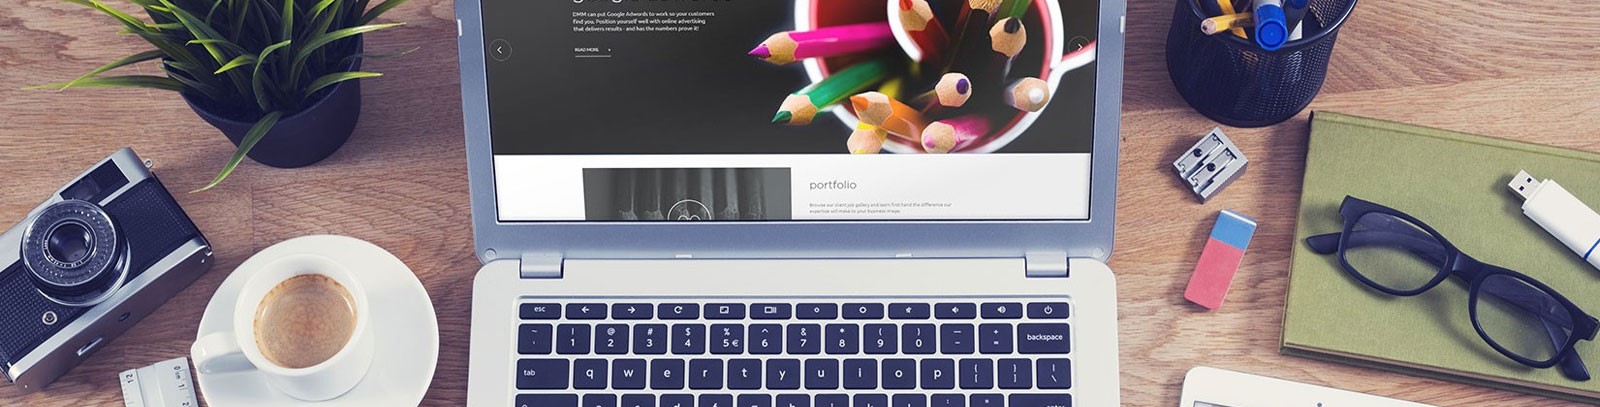 DMM can put Google Adwords to work so your customers
find you. Position yourself well with online advertising
that delivers results - and has the numbers prove it!
READ MORE
portfolio
Browse our client job gallery and learn first hand the difference our
expertise will make to your business image.
esc
~ ! @ # $ % ^ & * ( ) _ +
1 2 3 4 5 € 6 7 8 9 0 - = backspace
tab q w e r t y u i o p { [ } ] | \